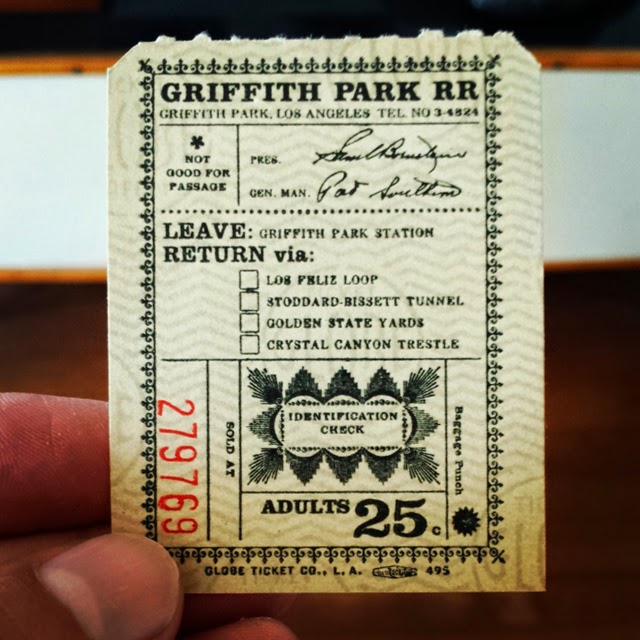 GRIFFITH PARK RR
GRIFFITH PARK, LOS ANGELES TEL. NO 3-4824
* NOT GOOD FOR PASSAGE
PRES.
GEN. MAN. Pat Southern
LEAVE: GRIFFITH PARK STATION
RETURN via:
LOS FELIZ LOOP
STODDARD-BISSETT TUNNEL
GOLDEN STATE YARDS
CRYSTAL CANYON TRESTLE
279769
SOLD AT
IDENTIFICATION
CHECK
Baggage Punch
ADULTS 25c
GLOBE TICKET CO., L. A. 495